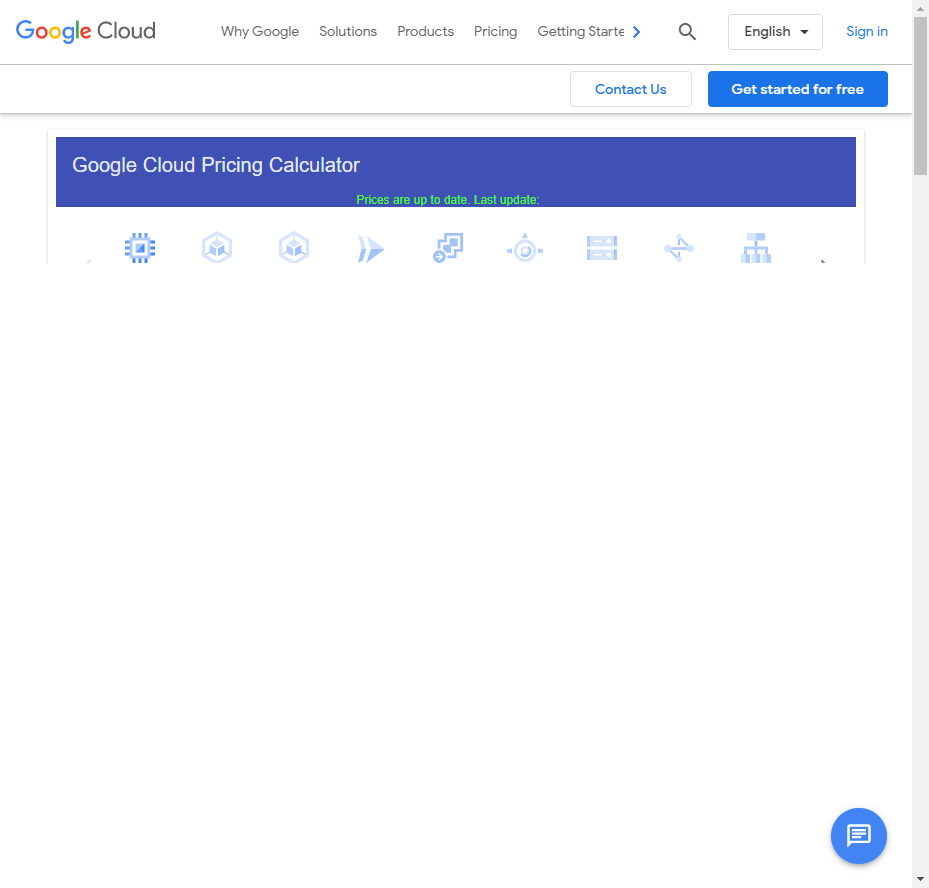 Google Cloud
Why Google
Solutions
Products
Pricing
Getting Starte
English
Sign in
Contact Us
Get started for free
Google Cloud Pricing Calculator
Prices are up to date. Last update: